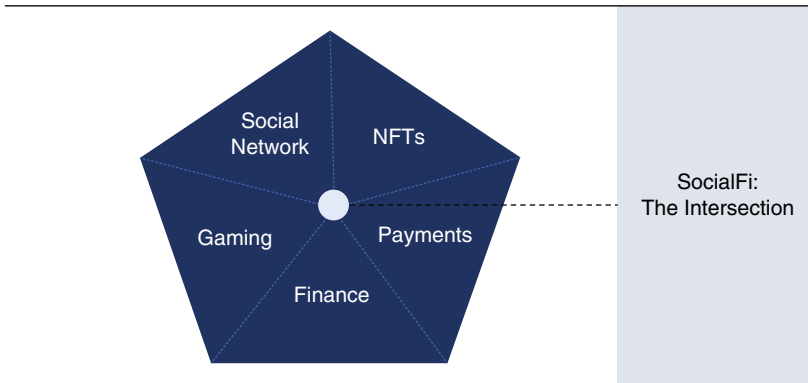 Social
Network
NFTs
Gaming
Payments
Finance
SocialFi:
The Intersection